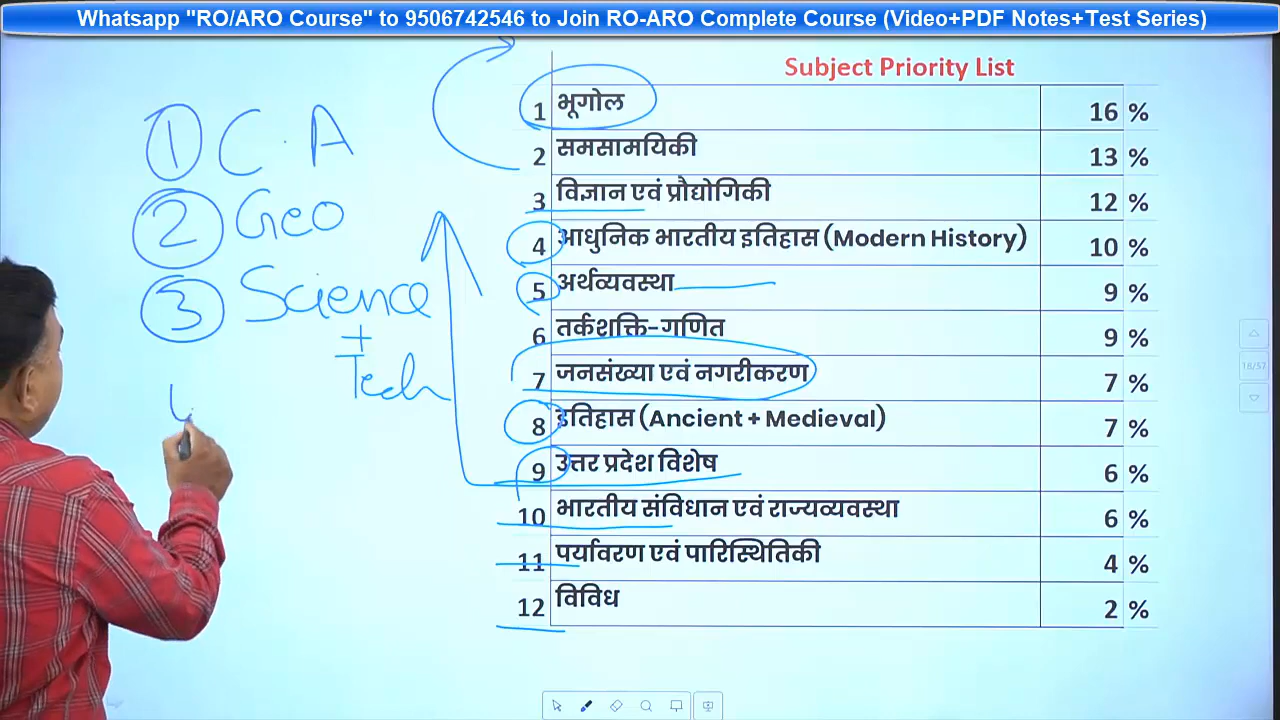 Whatsapp "RO/ARO Course" to 9506742546 to Join RO-ARO Complete Course (Video+PDF Notes+Test Series)
Subject Priority List
1 भूगोल 16 %
2 समसामयिकी 13 %
3 विज्ञान एवं प्रौद्योगिकी 12 %
4 आधुनिक भारतीय इतिहास (Modern History) 10 %
5 अर्थव्यवस्था 9 %
6 तर्कशक्ति-गणित 9 %
7 जनसंख्या एवं नगरीकरण 7 %
8 इतिहास (Ancient + Medieval) 7 %
9 उत्तर प्रदेश विशेष 6 %
10 भारतीय संविधान एवं राज्यव्यवस्था 6 %
11 पर्यावरण एवं पारिस्थितिकी 4 %
12 विविध 2 %
1 C.A
2 Geo
3 Science
+
Tech
18/57